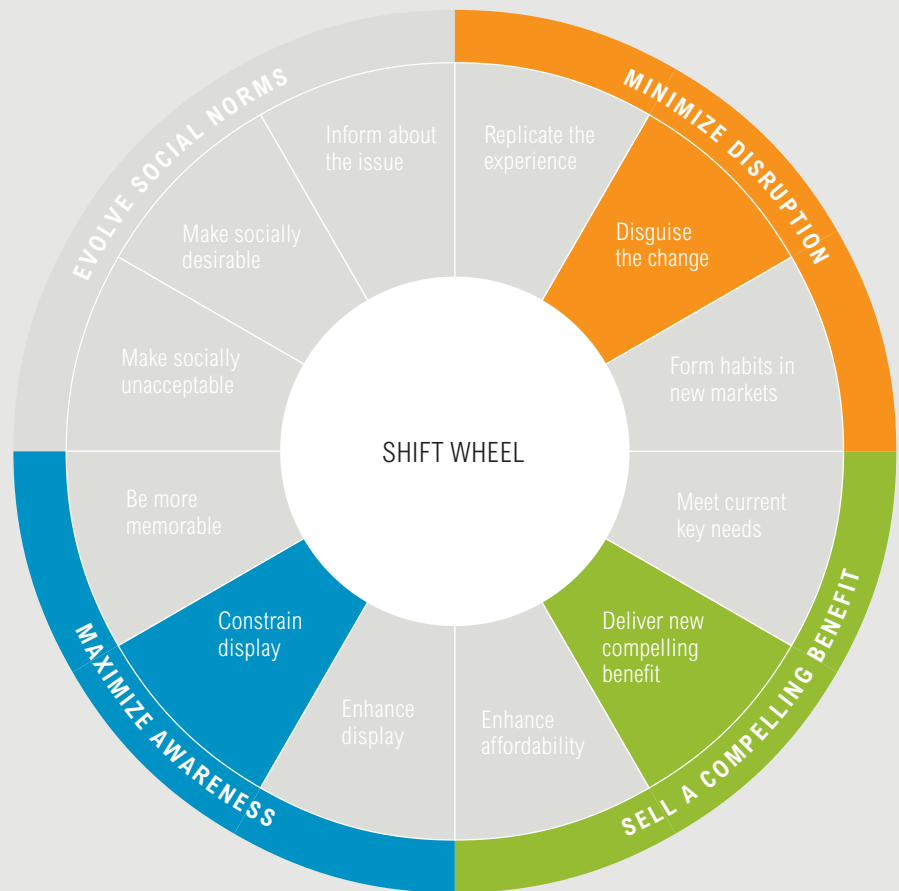 EVOLVE SOCIAL NORMS
MINIMIZE DISRUPTION
Inform about
the issue
Replicate the
experience
Make socially
desirable
Disguise
the change
Make socially
unacceptable
Form habits in
new markets
SHIFT WHEEL
Be more
memorable
Meet current
key needs
Constrain
display
Deliver new
compelling
benefit
Enhance
display
Enhance
affordability
MAXIMIZE AWARENESS
SELL A COMPELLING BENEFIT